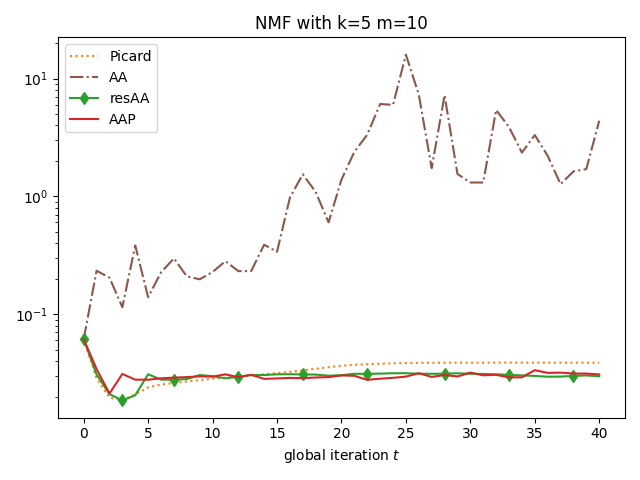 NMF with k=5 m=10
Picard
AA
resAA
AAP
10¹
10⁰
10⁻¹
0 5 10 15 20 25 30 35 40
global iteration t